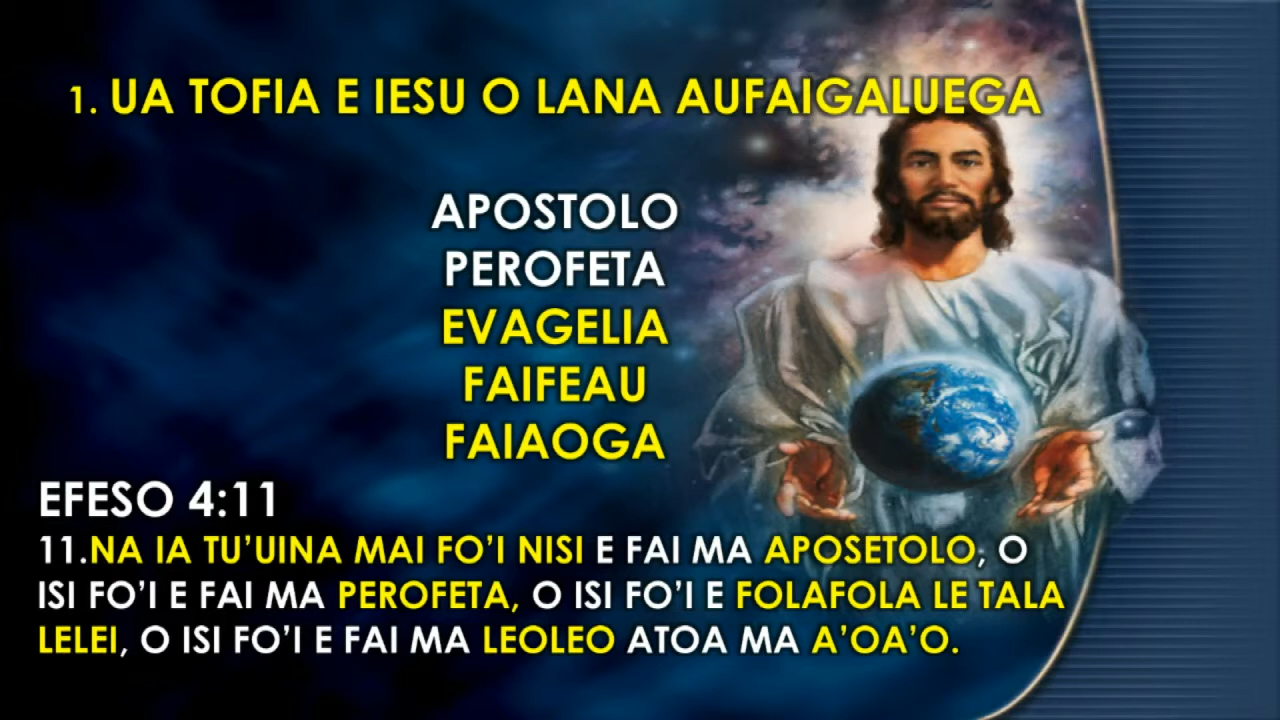 1. UA TOFIA E IESU O LANA AUFAIGALUEGA
APOSTOLO
PEROFETA
EVAGELIA
FAIFEAU
FAIAOGA
EFESO 4:11
11.NA IA TU’UINA MAI FO’I NISI E FAI MA APOSETOLO, O
ISI FO’I E FAI MA PEROFETA, O ISI FO’I E FOLAFOLA LE TALA
LELEI, O ISI FO’I E FAI MA LEOLEO ATOA MA A’OA’O.